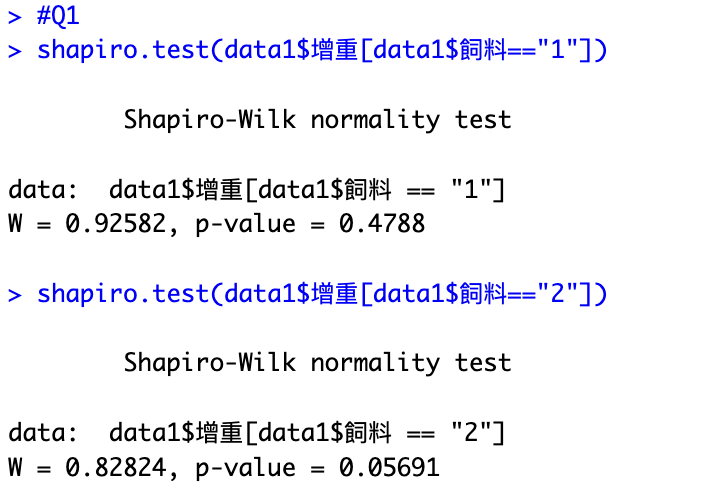 > #Q1
> shapiro.test(data1$增重[data1$飼料=="1"])
Shapiro-Wilk normality test
data:  data1$增重[data1$飼料 == "1"]
W = 0.92582, p-value = 0.4788
> shapiro.test(data1$增重[data1$飼料=="2"])
Shapiro-Wilk normality test
data:  data1$增重[data1$飼料 == "2"]
W = 0.82824, p-value = 0.05691